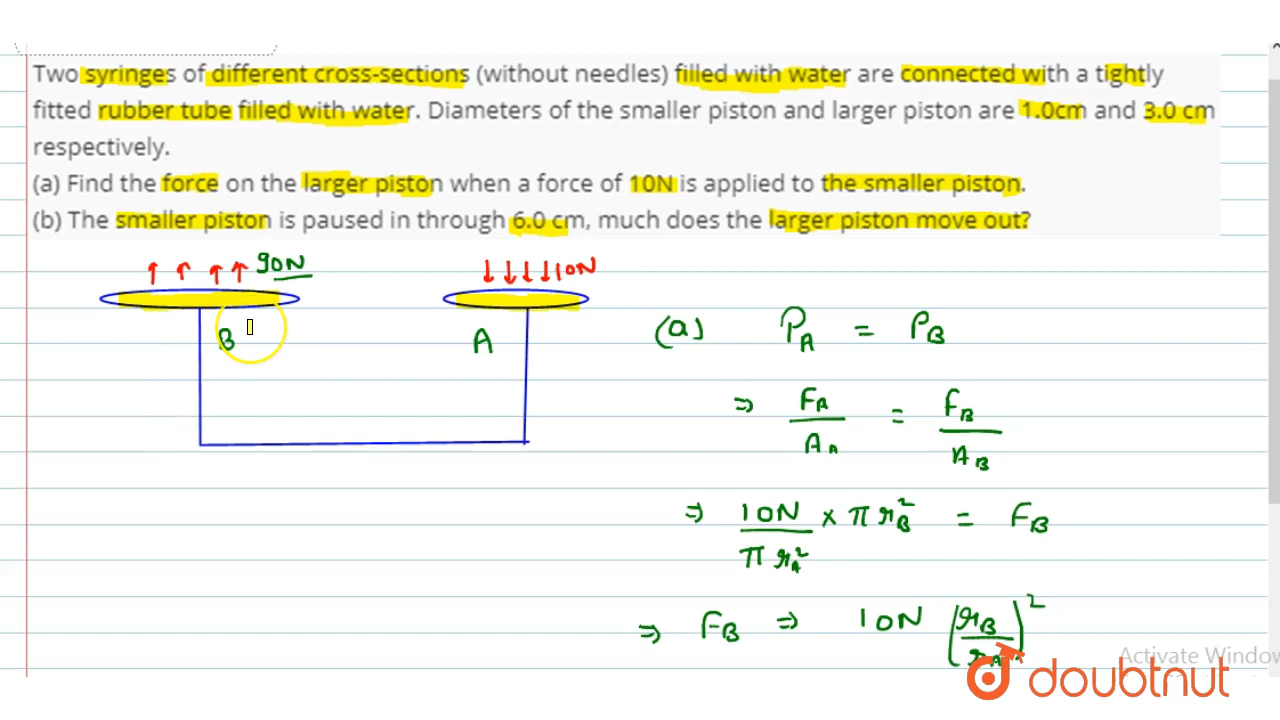 Two syringes of different cross-sections (without needles) filled with water are connected with a tightly
fitted rubber tube filled with water. Diameters of the smaller piston and larger piston are 1.0cm and 3.0 cm
respectively.
(a) Find the force on the larger piston when a force of 10N is applied to the smaller piston.
(b) The smaller piston is paused in through 6.0 cm, much does the larger piston move out?
↑ ↑ ↑ ↑ 90N ↓↓↓↓10N
B A
(a) P_A = P_B
⇒ F_A / A_A = F_B / A_B
⇒ 10N / π r_A² × π r_B² = F_B
⇒ F_B ⇒ 10N (r_B / r_A)²
Activate Window
doubtnut